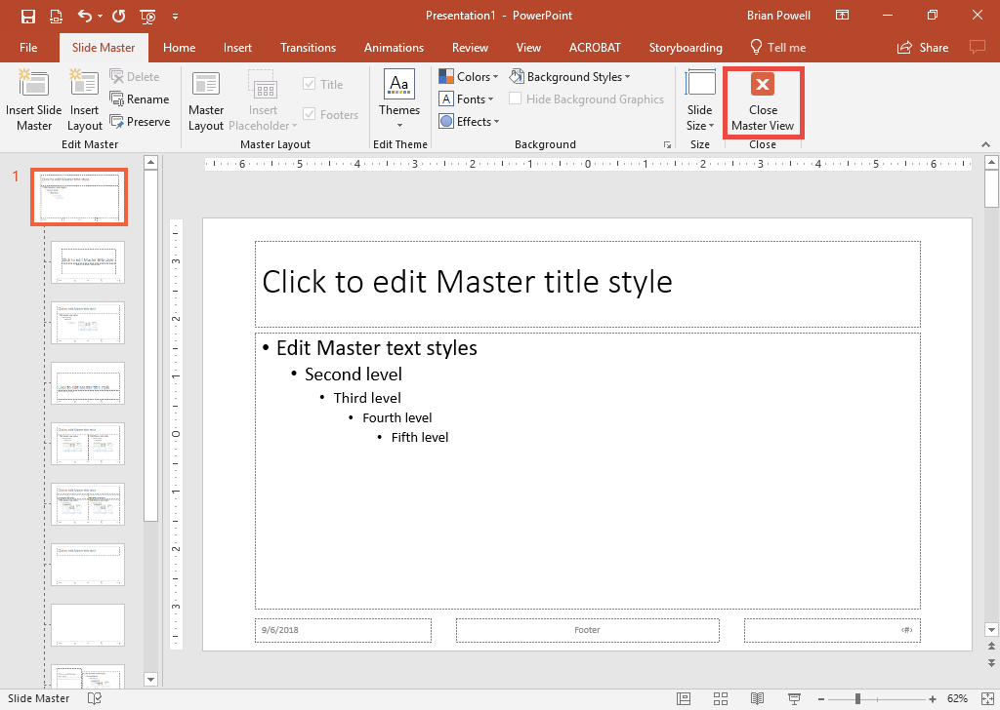 Presentation1 - PowerPoint
Brian Powell
File Slide Master Home Insert Transitions Animations Review View ACROBAT Storyboarding Tell me Share
Insert Slide Master
Insert Layout
Delete
Rename
Preserve
Edit Master
Master Layout
Insert Placeholder
Title
Footers
Master Layout
Aa
Themes
Edit Theme
Colors
A Fonts
Effects
Background Styles
Hide Background Graphics
Background
Slide Size
Size
Close Master View
Close
1
6 5 4 3 2 1 0 1 2 3 4 5 6
3
2
1
0
1
2
3
Click to edit Master title style
• Edit Master text styles
• Second level
• Third level
• Fourth level
• Fifth level
9/6/2018 Footer ‹#›
Slide Master
62%